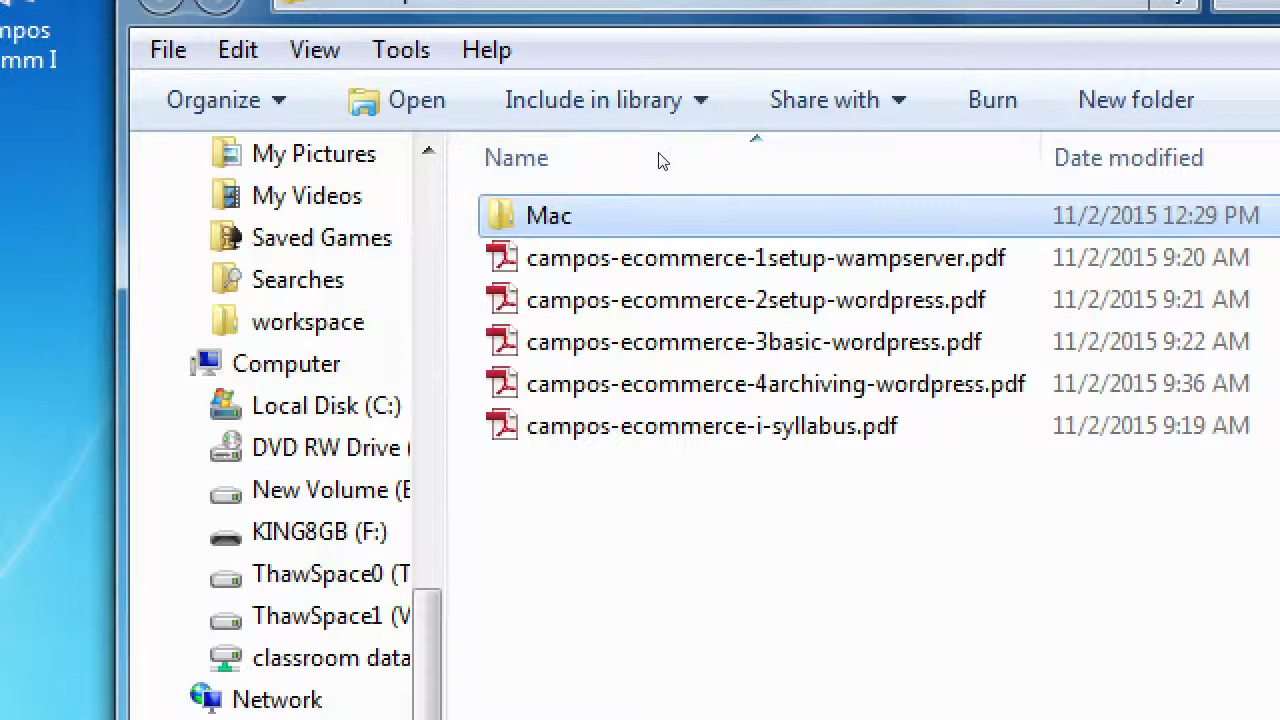 mm I
File Edit View Tools Help
Organize Open Include in library Share with Burn New folder
Name Date modified
My Pictures
My Videos
Saved Games
Searches
workspace
Computer
Local Disk (C:)
DVD RW Drive (
New Volume (E
KING8GB (F:)
ThawSpace0 (T
ThawSpace1 (V
classroom data
Network
Mac 11/2/2015 12:29 PM
campos-ecommerce-1setup-wampserver.pdf 11/2/2015 9:20 AM
campos-ecommerce-2setup-wordpress.pdf 11/2/2015 9:21 AM
campos-ecommerce-3basic-wordpress.pdf 11/2/2015 9:22 AM
campos-ecommerce-4archiving-wordpress.pdf 11/2/2015 9:36 AM
campos-ecommerce-i-syllabus.pdf 11/2/2015 9:19 AM